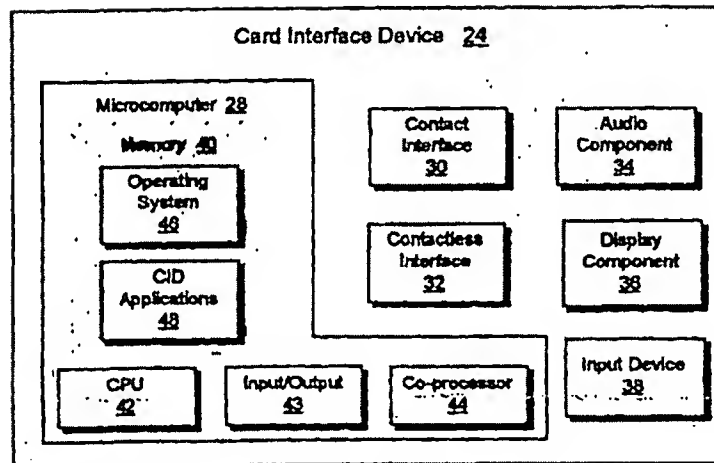 Card Interface Device 24
Microcomputer 28
Memory 40
Operating
System
46
CID
Applications
48
Contact
Interface
30
Audio
Component
34
Contactless
Interface
32
Display
Component
36
CPU
42
Input/Output
43
Co-processor
44
Input Device
38